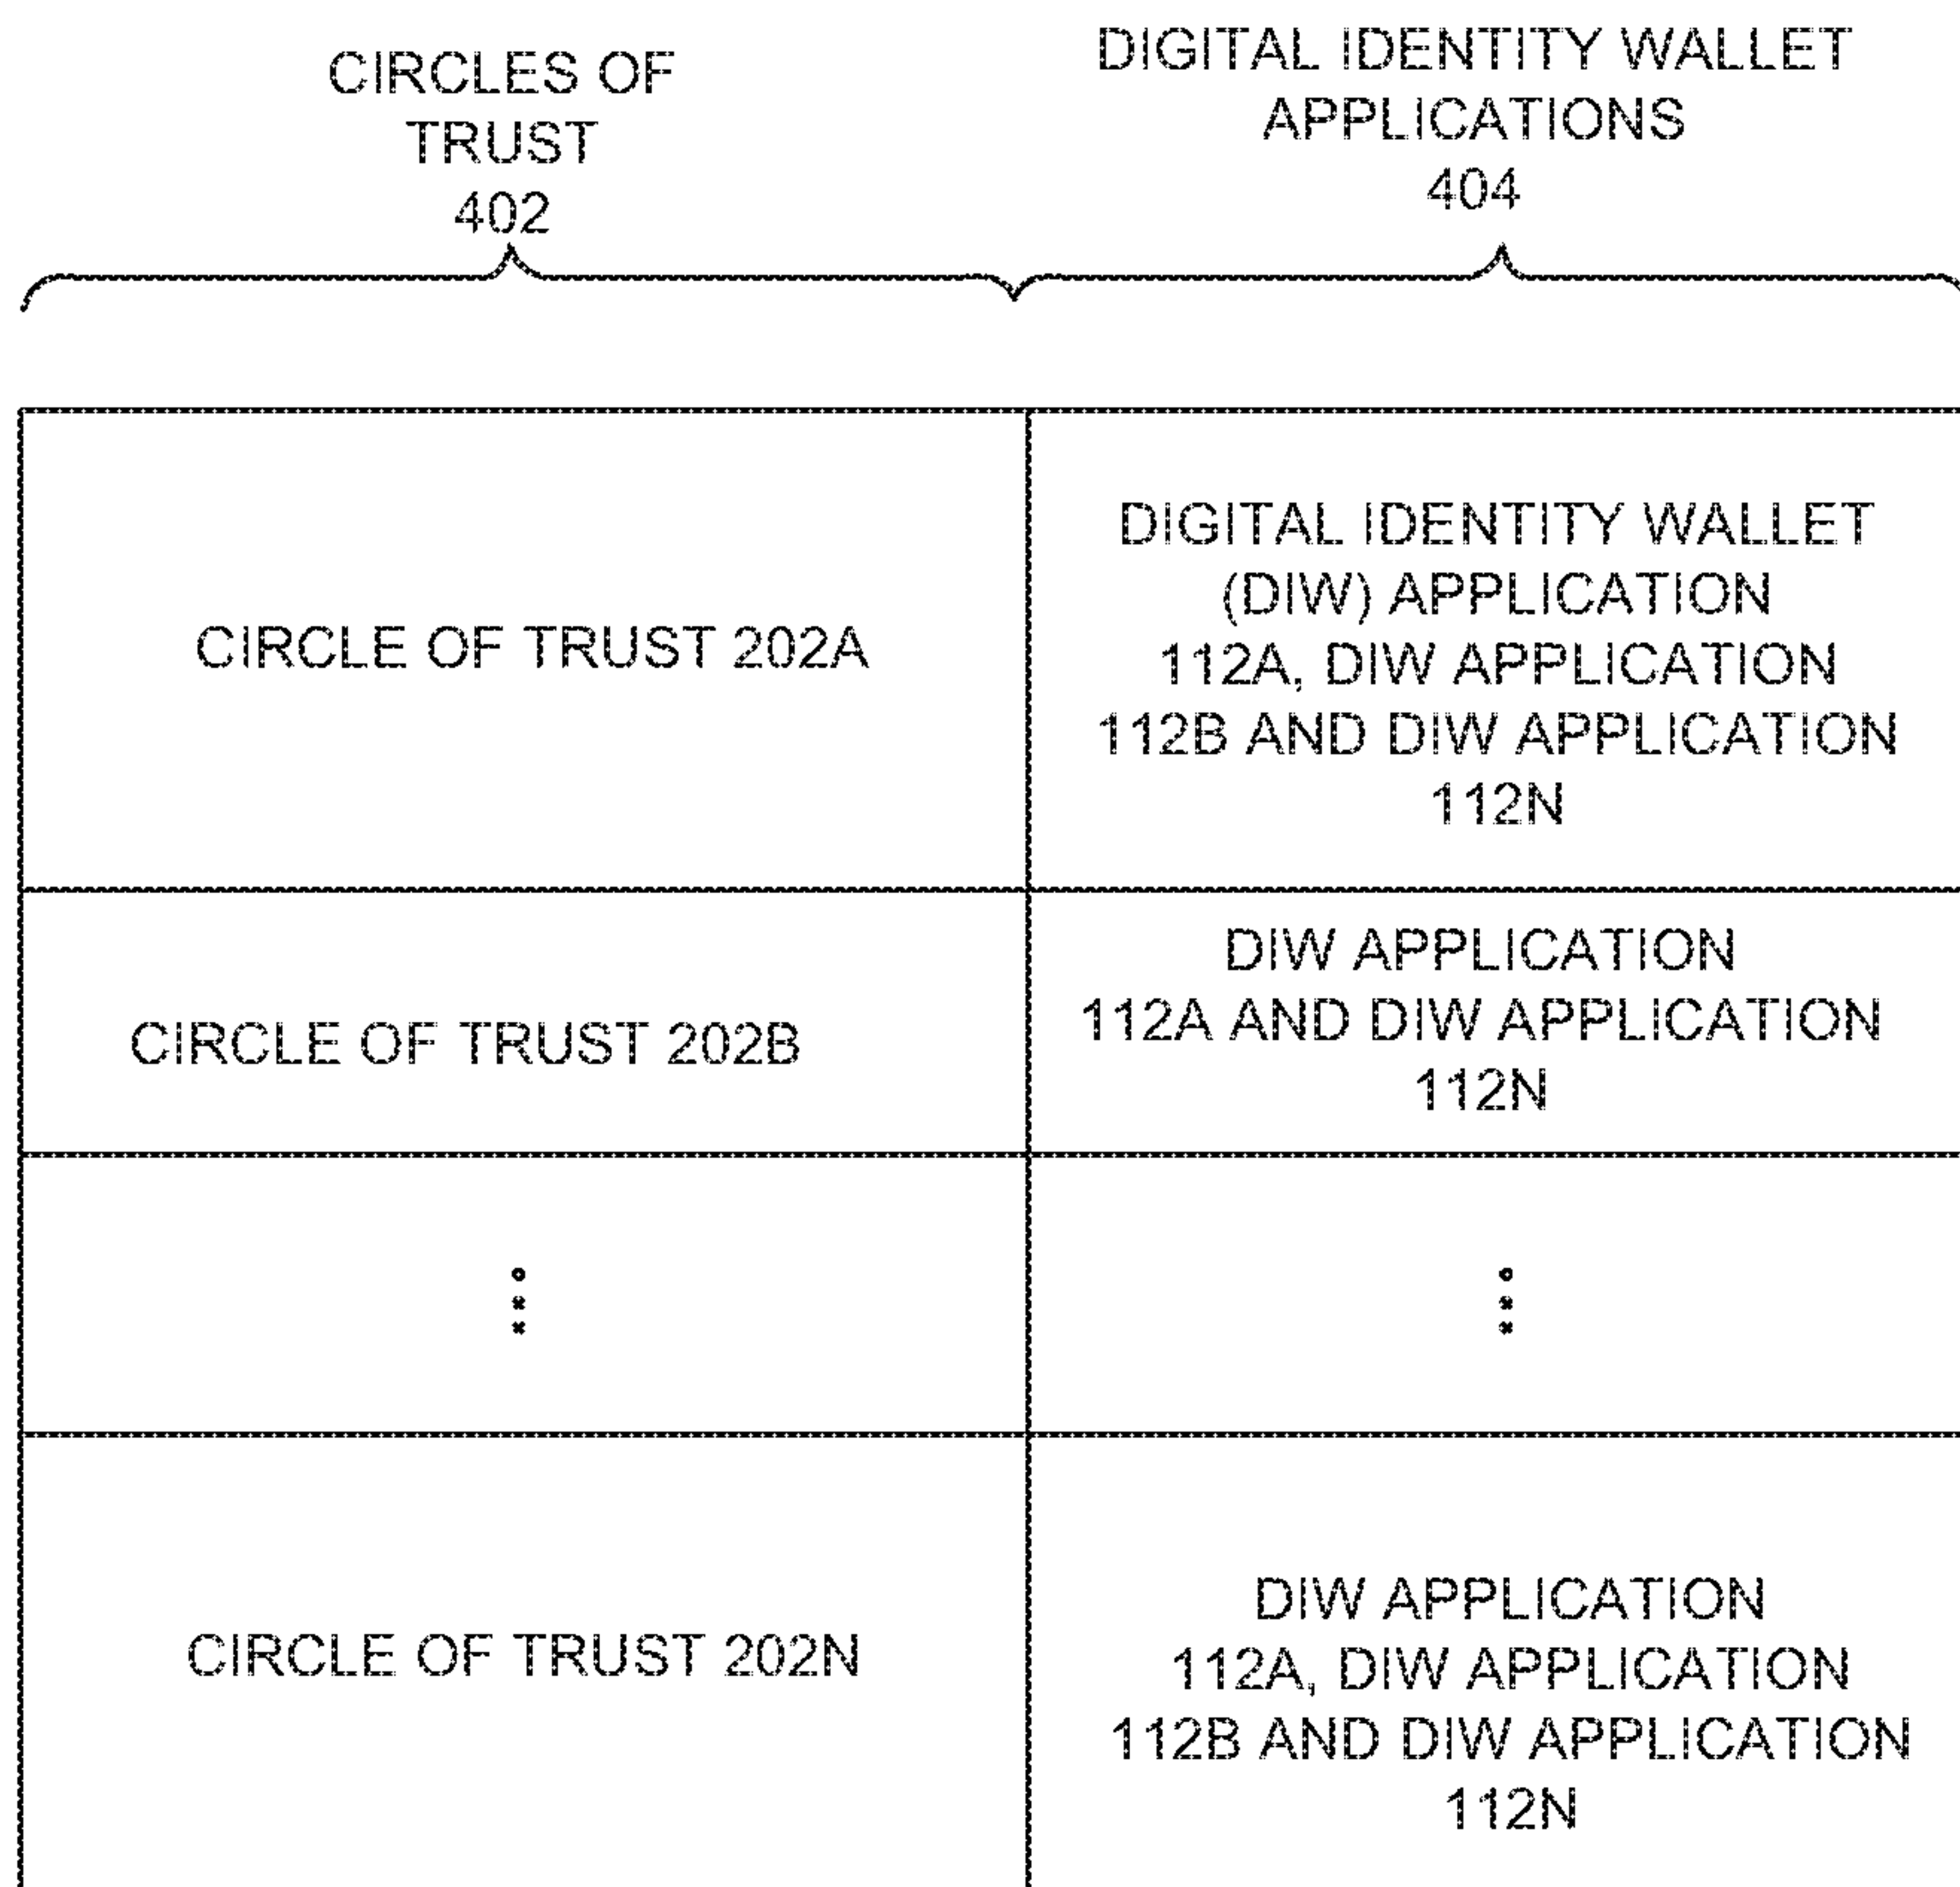 CIRCLES OF
TRUST
402
DIGITAL IDENTITY WALLET
APPLICATIONS
404
CIRCLE OF TRUST 202A
DIGITAL IDENTITY WALLET
(DIW) APPLICATION
112A, DIW APPLICATION
112B AND DIW APPLICATION
112N
CIRCLE OF TRUST 202B
DIW APPLICATION
112A AND DIW APPLICATION
112N
CIRCLE OF TRUST 202N
DIW APPLICATION
112A, DIW APPLICATION
112B AND DIW APPLICATION
112N